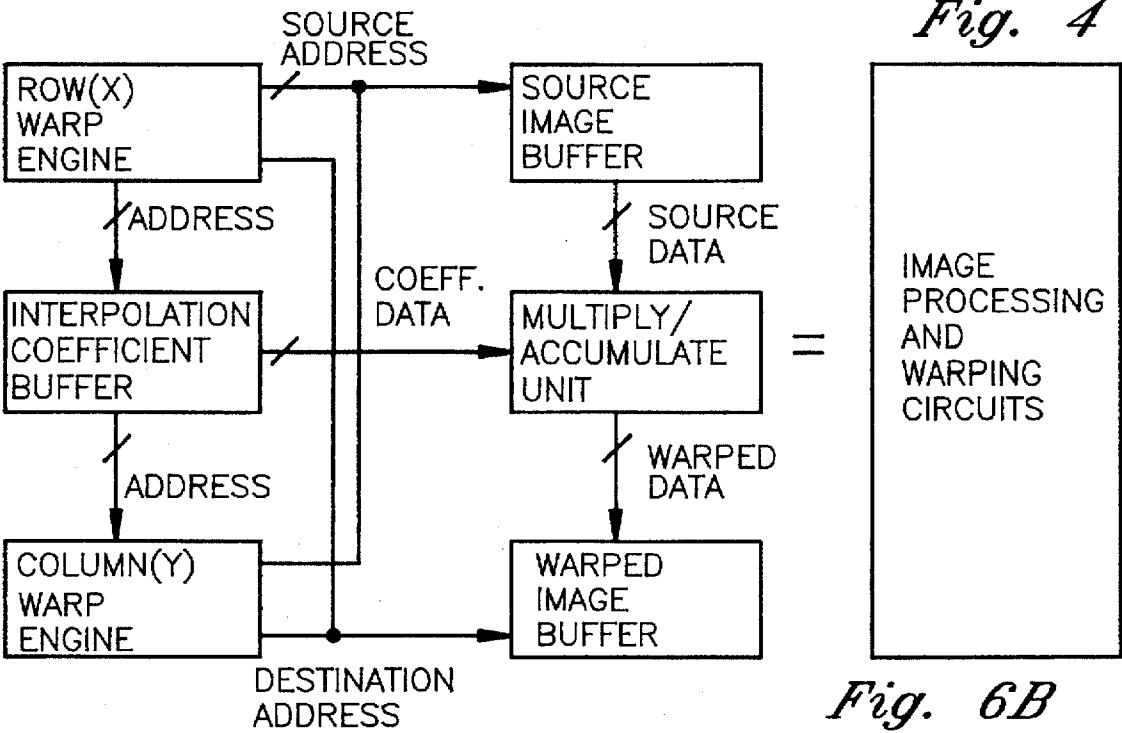 Fig. 4
SOURCE
ADDRESS
ROW(X)
WARP
ENGINE
SOURCE
IMAGE
BUFFER
ADDRESS
SOURCE
DATA
INTERPOLATION
COEFFICIENT
BUFFER
COEFF.
DATA
MULTIPLY/
ACCUMULATE
UNIT
=
IMAGE
PROCESSING
AND
WARPING
CIRCUITS
ADDRESS
WARPED
DATA
COLUMN(Y)
WARP
ENGINE
WARPED
IMAGE
BUFFER
DESTINATION
ADDRESS
Fig. 6B